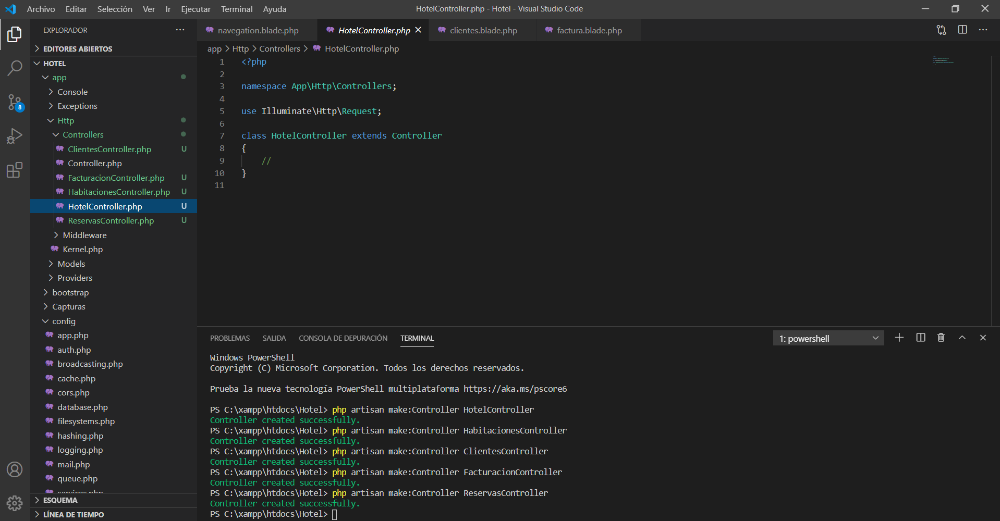 Archivo Editar Selección Ver Ir Ejecutar Terminal Ayuda
HotelController.php - Hotel - Visual Studio Code
EXPLORADOR
EDITORES ABIERTOS
HOTEL
app
Console
Exceptions
Http
Controllers
ClientesController.php U
Controller.php
FacturacionController.php U
HabitacionesController.php U
HotelController.php U
ReservasController.php U
Middleware
Kernel.php
Models
Providers
bootstrap
Capturas
config
app.php
auth.php
broadcasting.php
cache.php
cors.php
database.php
filesystems.php
hashing.php
logging.php
mail.php
queue.php
services.php
ESQUEMA
LÍNEA DE TIEMPO
8
navegation.blade.php HotelController.php clientes.blade.php factura.blade.php
app > Http > Controllers > HotelController.php
1 <?php
2
3 namespace App\Http\Controllers;
4
5 use Illuminate\Http\Request;
6
7 class HotelController extends Controller
8 {
9 //
10 }
11
PROBLEMAS SALIDA CONSOLA DE DEPURACIÓN TERMINAL
1: powershell
Windows PowerShell
Copyright (C) Microsoft Corporation. Todos los derechos reservados.
Prueba la nueva tecnología PowerShell multiplataforma https://aka.ms/pscore6
PS C:\xampp\htdocs\Hotel> php artisan make:Controller HotelController
Controller created successfully.
PS C:\xampp\htdocs\Hotel> php artisan make:Controller HabitacionesController
Controller created successfully.
PS C:\xampp\htdocs\Hotel> php artisan make:Controller ClientesController
Controller created successfully.
PS C:\xampp\htdocs\Hotel> php artisan make:Controller FacturacionController
Controller created successfully.
PS C:\xampp\htdocs\Hotel> php artisan make:Controller ReservasController
Controller created successfully.
PS C:\xampp\htdocs\Hotel>